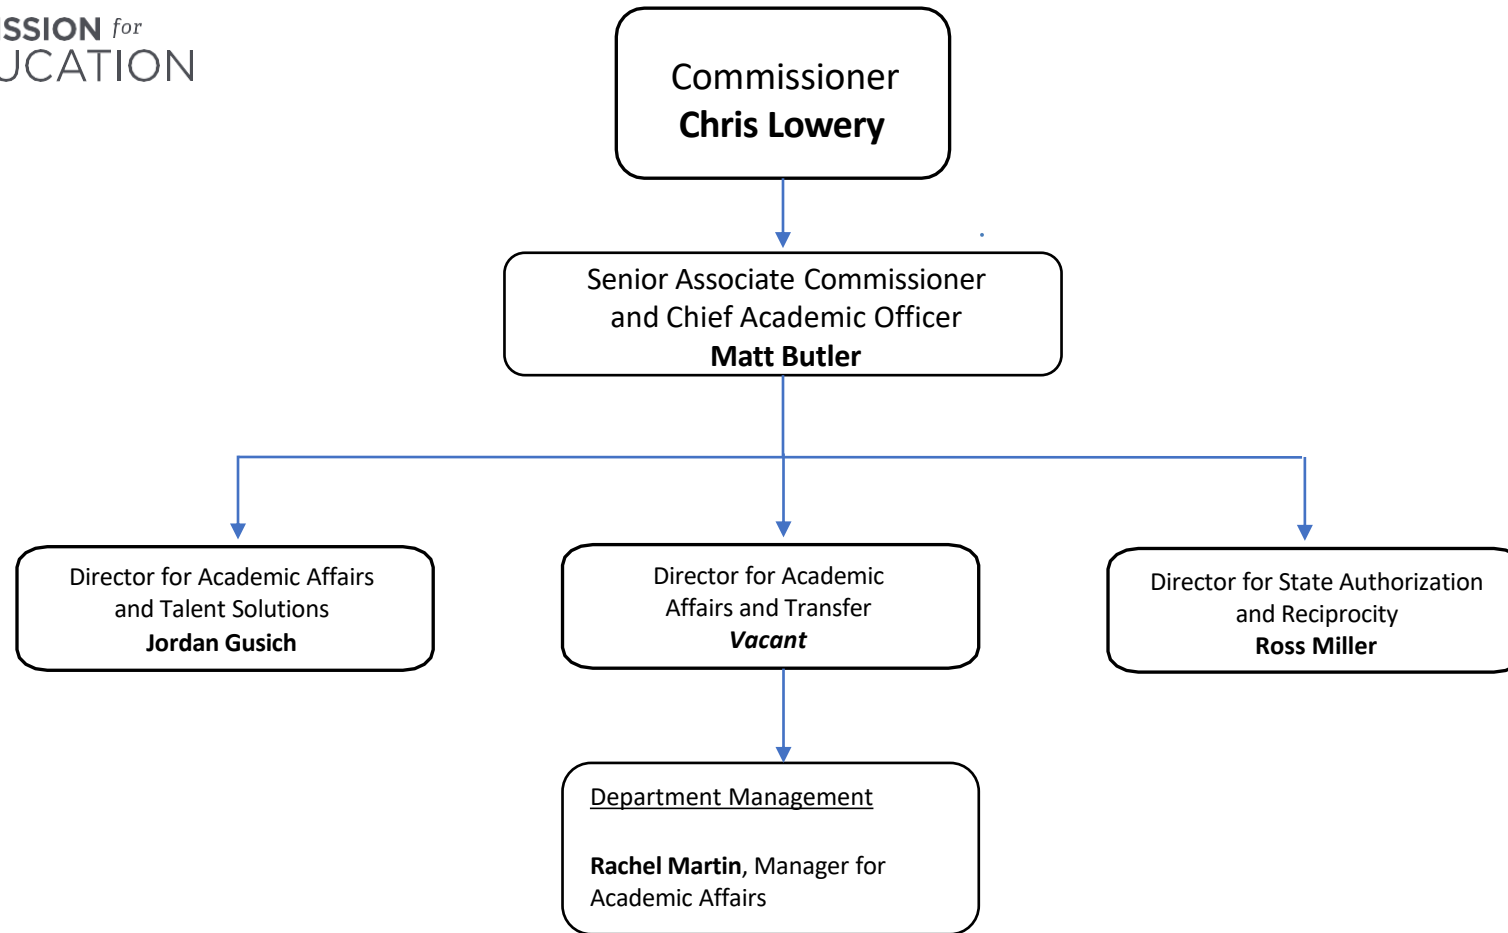 for
UCATION
Commissioner
Chris Lowery
Senior Associate Commissioner
and Chief Academic Officer
Matt Butler
Director for Academic Affairs
and Talent Solutions
Jordan Gusich
Director for Academic
Affairs and Transfer
Vacant
Director for State Authorization
and Reciprocity
Ross Miller
Department Management
Rachel Martin, Manager for
Academic Affairs